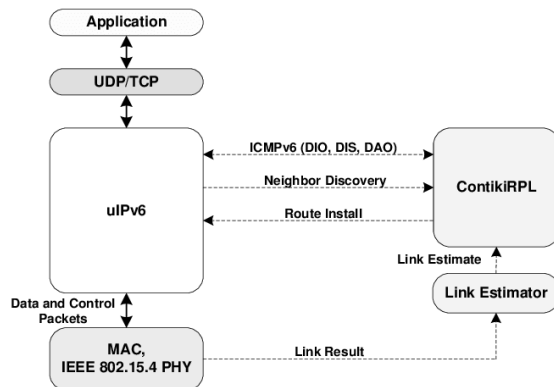 Application
UDP/TCP
uIPv6
ICMPv6 (DIO, DIS, DAO)
Neighbor Discovery
Route Install
ContikiRPL
Link Estimate
Link Estimator
Data and Control
Packets
MAC,
IEEE 802.15.4 PHY
Link Result